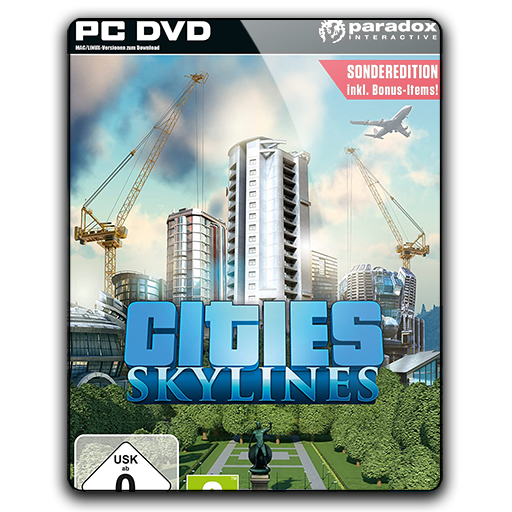 PC DVD
MAC/LINUX-Versionen zum Download
paradox
INTERACTIVE
SONDEREDITION
inkl. Bonus-Items!
CITIES
SKYLINES
USK
ab
0